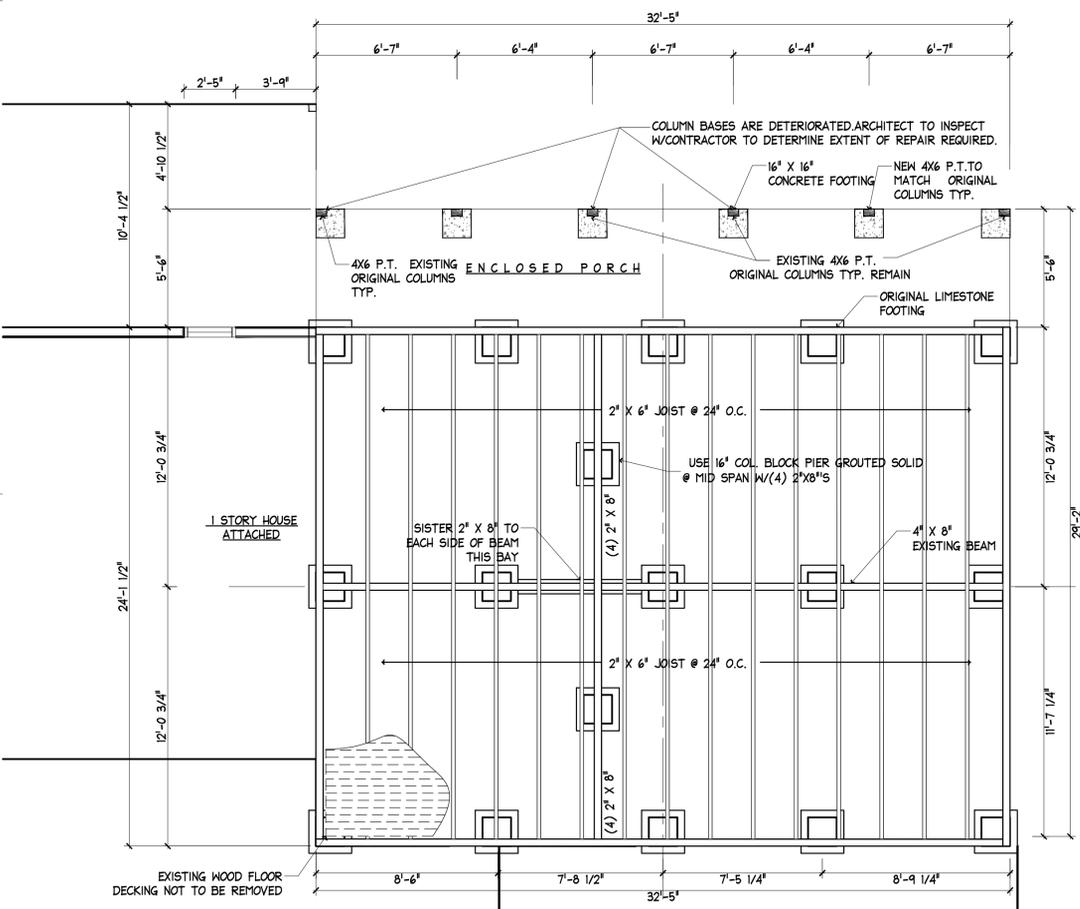 32'-5"
6'-7" 6'-4" 6'-7" 6'-4" 6'-7"
2'-5" 3'-9"
COLUMN BASES ARE DETERIORATED.ARCHITECT TO INSPECT
W/CONTRACTOR TO DETERMINE EXTENT OF REPAIR REQUIRED.
4'-10 1/2"
16" X 16"
CONCRETE FOOTING
NEW 4X6 P.T.TO
MATCH ORIGINAL
COLUMNS TYP.
10'-4 1/2"
5'-6"
4X6 P.T. EXISTING
ORIGINAL COLUMNS
TYP.
ENCLOSED PORCH
EXISTING 4X6 P.T.
ORIGINAL COLUMNS TYP. REMAIN
5'-6"
ORIGINAL LIMESTONE
FOOTING
2" X 6" JOIST @ 24" O.C.
12'-0 3/4"
12'-0 3/4"
USE 16" COL. BLOCK PIER GROUTED SOLID
@ MID SPAN W/(4) 2"X8"'S
(4) 2" X 8"
1 STORY HOUSE
ATTACHED
SISTER 2" X 8" TO
EACH SIDE OF BEAM
THIS BAY
4" X 8"
EXISTING BEAM
29'-2"
24'-1 1/2"
2" X 6" JOIST @ 24" O.C.
12'-0 3/4"
11'-7 1/4"
(4) 2" X 8"
EXISTING WOOD FLOOR
DECKING NOT TO BE REMOVED
8'-6" 7'-8 1/2" 7'-5 1/4" 8'-9 1/4"
32'-5"